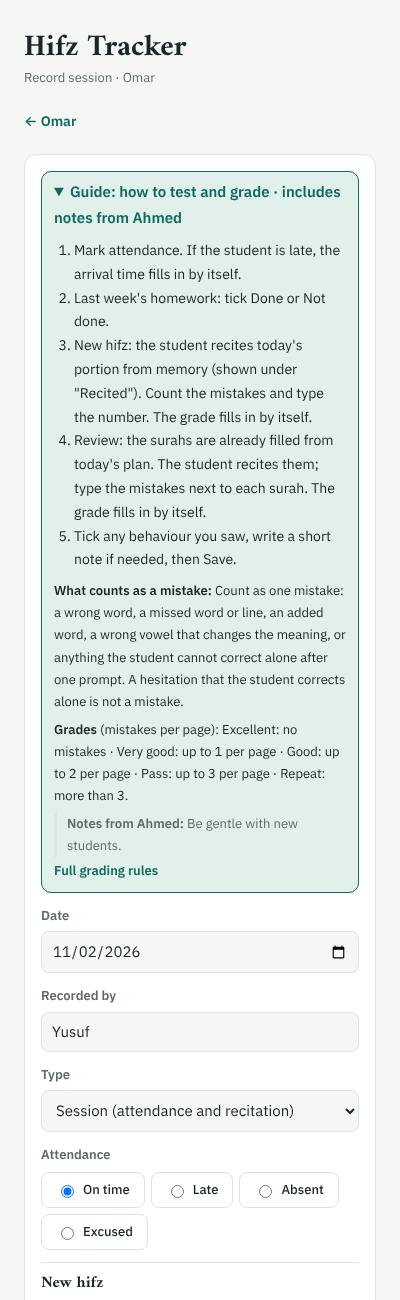 Hifz Tracker
Record session · Omar
← Omar
▼ Guide: how to test and grade · includes
notes from Ahmed
1. Mark attendance. If the student is late, the
arrival time fills in by itself.
2. Last week's homework: tick Done or Not
done.
3. New hifz: the student recites today's
portion from memory (shown under
"Recited"). Count the mistakes and type
the number. The grade fills in by itself.
4. Review: the surahs are already filled from
today's plan. The student recites them;
type the mistakes next to each surah. The
grade fills in by itself.
5. Tick any behaviour you saw, write a short
note if needed, then Save.
What counts as a mistake: Count as one mistake:
a wrong word, a missed word or line, an added
word, a wrong vowel that changes the meaning, or
anything the student cannot correct alone after
one prompt. A hesitation that the student corrects
alone is not a mistake.
Grades (mistakes per page): Excellent: no
mistakes · Very good: up to 1 per page · Good: up
to 2 per page · Pass: up to 3 per page · Repeat:
more than 3.
Notes from Ahmed: Be gentle with new
students.
Full grading rules
Date
11/02/2026
Recorded by
Yusuf
Type
Session (attendance and recitation)
Attendance
On time Late Absent
Excused
New hifz